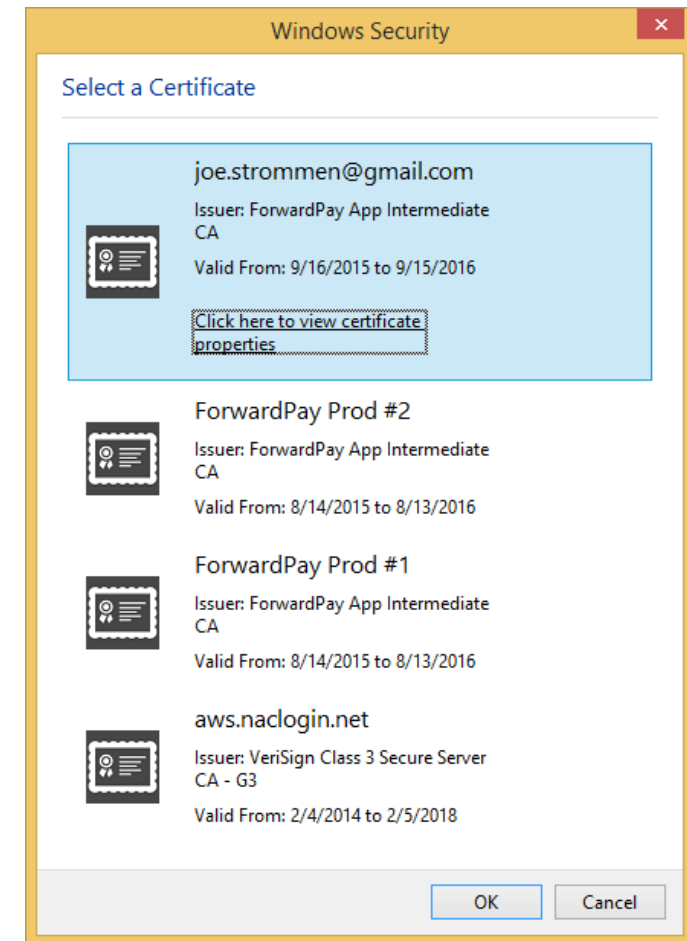 Windows Security
Select a Certificate
joe.strommen@gmail.com
Issuer: ForwardPay App Intermediate
CA
Valid From: 9/16/2015 to 9/15/2016
Click here to view certificate
properties
ForwardPay Prod #2
Issuer: ForwardPay App Intermediate
CA
Valid From: 8/14/2015 to 8/13/2016
ForwardPay Prod #1
Issuer: ForwardPay App Intermediate
CA
Valid From: 8/14/2015 to 8/13/2016
aws.naclogin.net
Issuer: VeriSign Class 3 Secure Server
CA - G3
Valid From: 2/4/2014 to 2/5/2018
OK Cancel